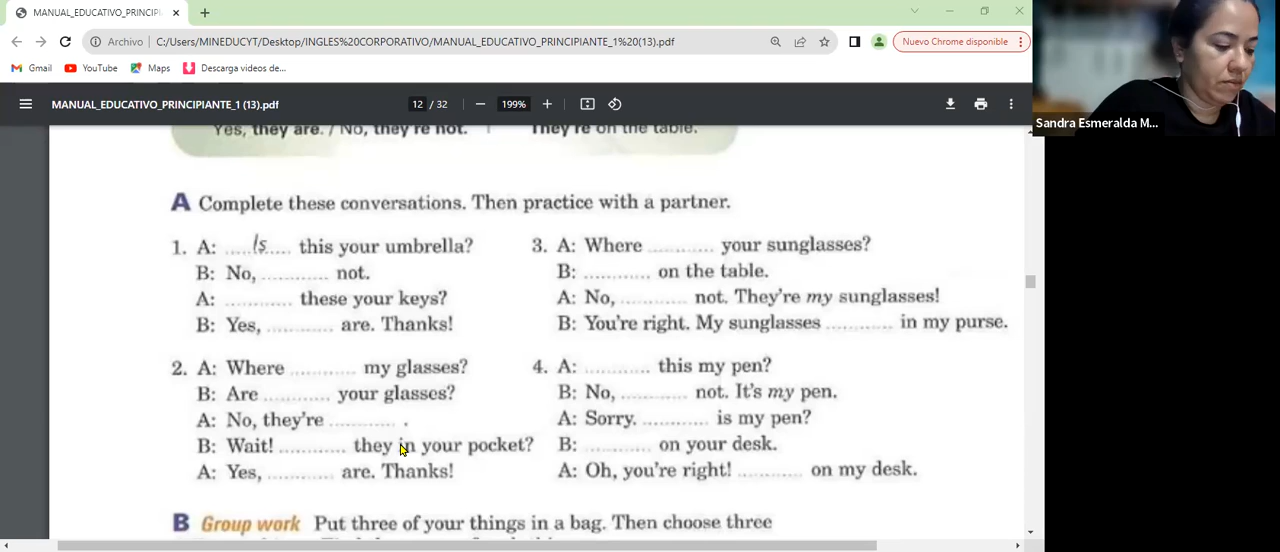 MANUAL_EDUCATIVO_PRINCIPI
Archivo C:/Users/MINEDUCYT/Desktop/INGLES%20CORPORATIVO/MANUAL_EDUCATIVO_PRINCIPIANTE_1%20(13).pdf
Nuevo Chrome disponible
Gmail YouTube Maps Descarga videos de...
MANUAL_EDUCATIVO_PRINCIPIANTE_1 (13).pdf 12 / 32 199%
Sandra Esmeralda M...
Yes, they are. / No, they're not. They're on the table.
A Complete these conversations. Then practice with a partner.
1. A: ......Is...... this your umbrella?
B: No, ............ not.
A: ............ these your keys?
B: Yes, ............ are. Thanks!
2. A: Where ............ my glasses?
B: Are ............ your glasses?
A: No, they're ............ .
B: Wait! ............ they in your pocket?
A: Yes, ............ are. Thanks!
3. A: Where ............ your sunglasses?
B: ............ on the table.
A: No, ............ not. They're my sunglasses!
B: You're right. My sunglasses ............ in my purse.
4. A: ............ this my pen?
B: No, ............ not. It's my pen.
A: Sorry. ............ is my pen?
B: ............ on your desk.
A: Oh, you're right! ............ on my desk.
B Group work Put three of your things in a bag. Then choose three